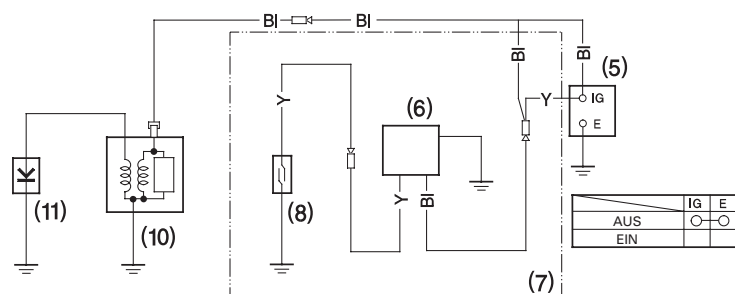 Bl
Bl
Bl
Bl
(5)
Y
Y
IG
E
(6)
Y
Bl
(8)
(7)
(11)
(10)
IG E
AUS
EIN